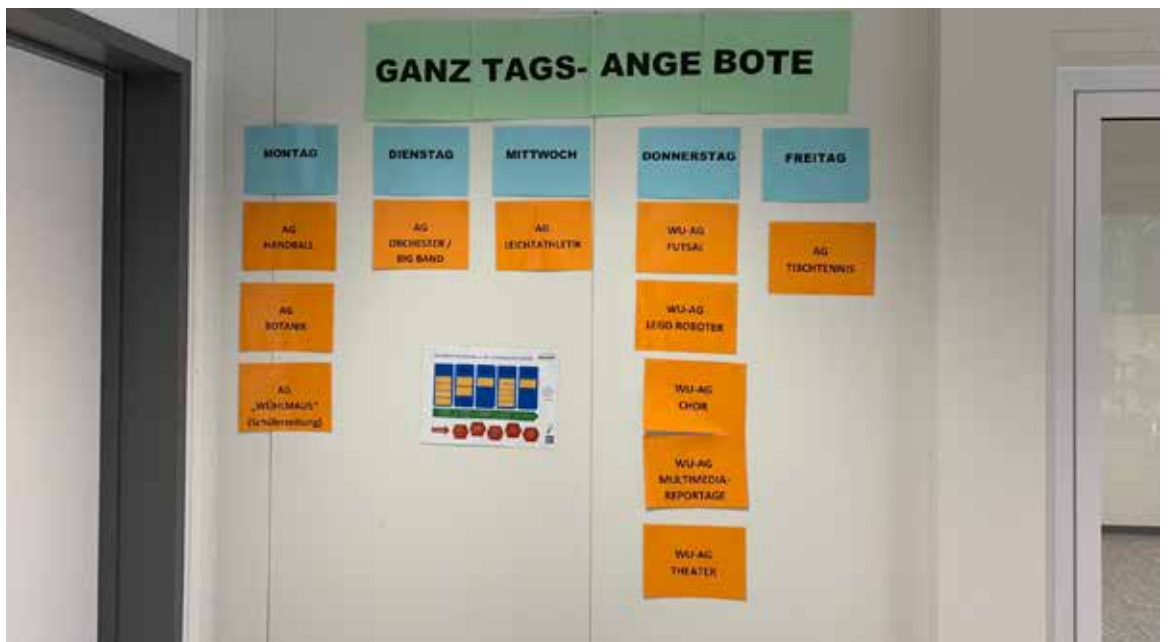 GANZ TAGS- ANGE BOTE
MONTAG
DIENSTAG
MITTWOCH
DONNERSTAG
FREITAG
AG
HANDBALL
AG
BOTANIK
AG
„WÜHLMAUS"
(Schülerzeitung)
AG
ORCHESTER /
BIG BAND
AG
LEICHTATHLETIK
WU-AG
FUTSAL
WU-AG
LEGO ROBOTER
WU-AG
CHOR
WU-AG
MULTIMEDIA-
REPORTAGE
WU-AG
THEATER
AG
TISCHTENNIS